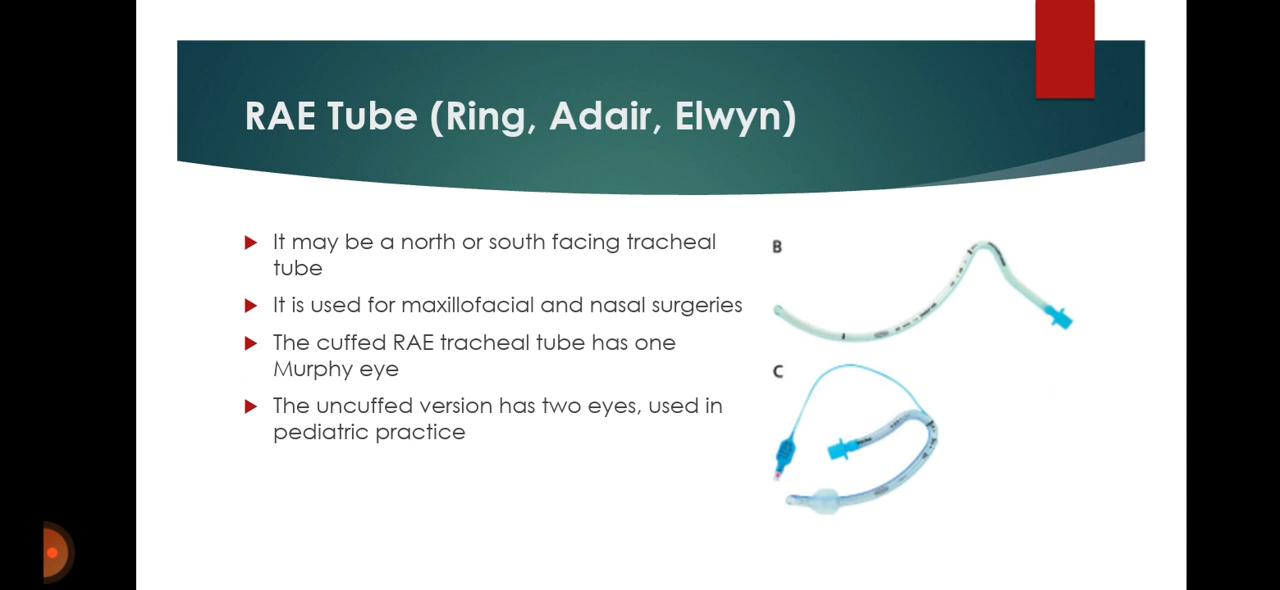 RAE Tube (Ring, Adair, Elwyn)
It may be a north or south facing tracheal
tube
It is used for maxillofacial and nasal surgeries
The cuffed RAE tracheal tube has one
Murphy eye
The uncuffed version has two eyes, used in
pediatric practice
B
C